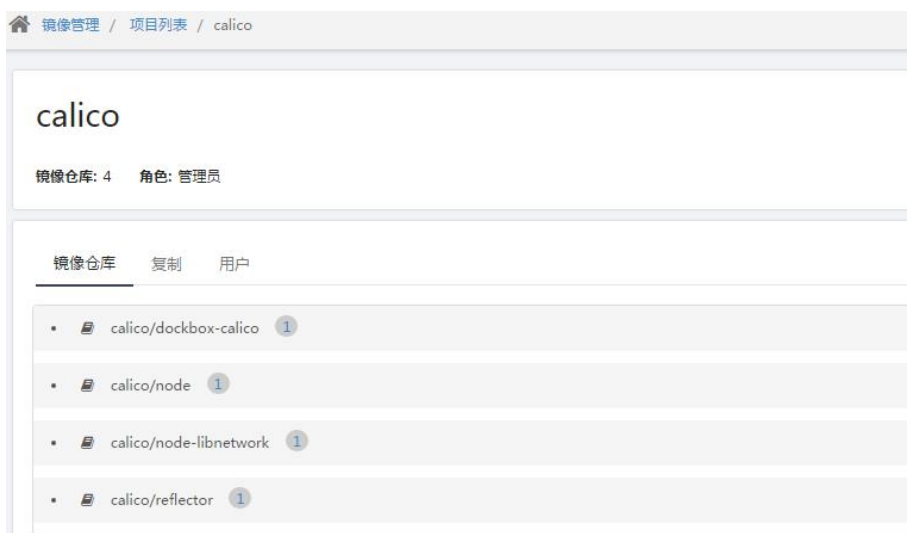 镜像管理 / 项目列表 / calico
calico
镜像仓库: 4 角色: 管理员
镜像仓库 复制 用户
calico/dockbox-calico 1
calico/node 1
calico/node-libnetwork 1
calico/reflector 1